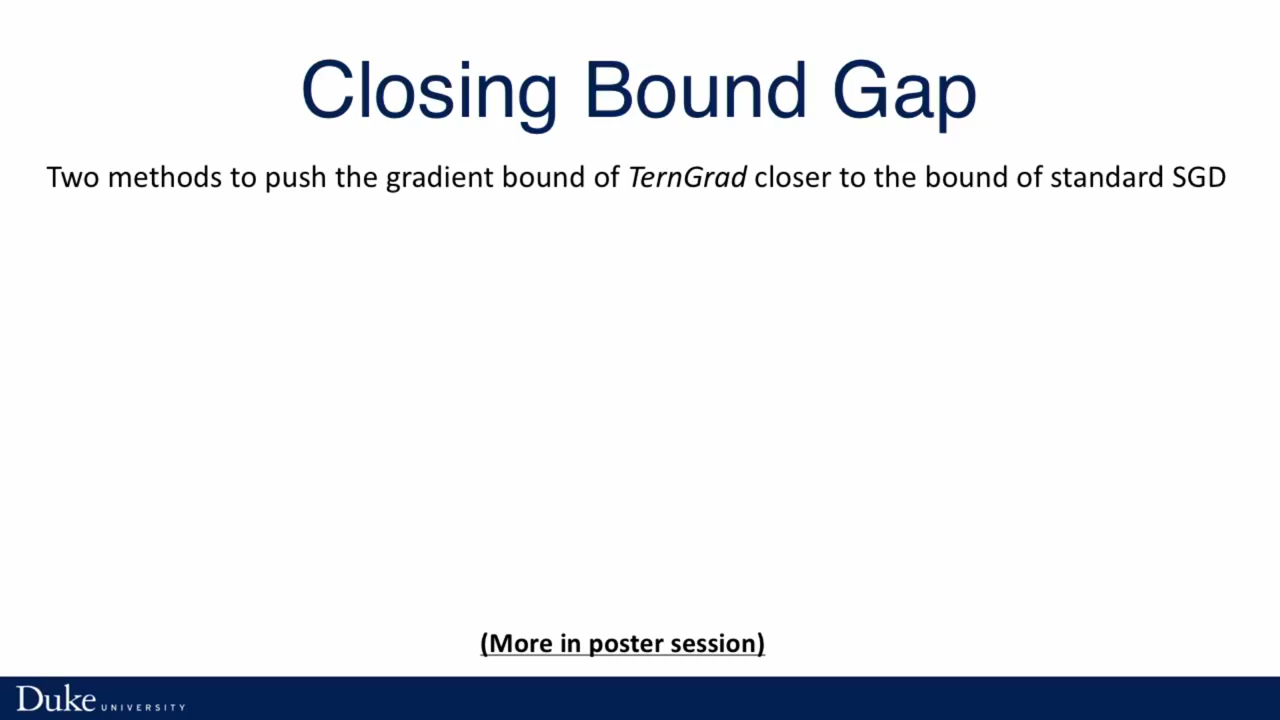 Closing Bound Gap
Two methods to push the gradient bound of TernGrad closer to the bound of standard SGD
(More in poster session)
Duke UNIVERSITY